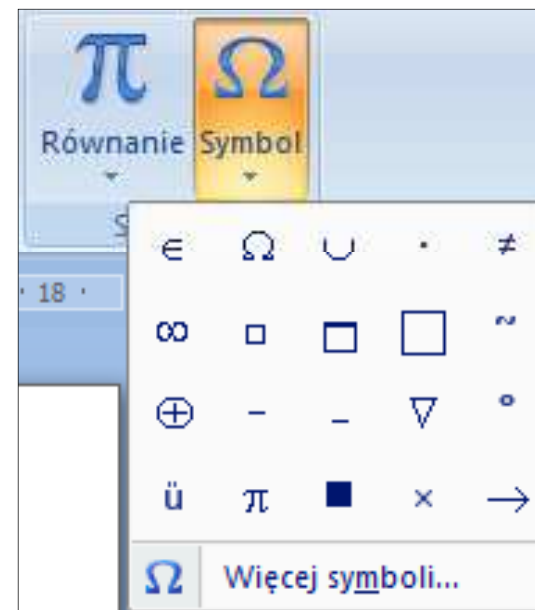 π Ω
Równanie Symbol
S
∈ Ω ∪ · ≠
· 18 ·
∞ ▫ □ ~
⊕ - _ ∇ °
ü π ■ × →
Ω Więcej symboli...